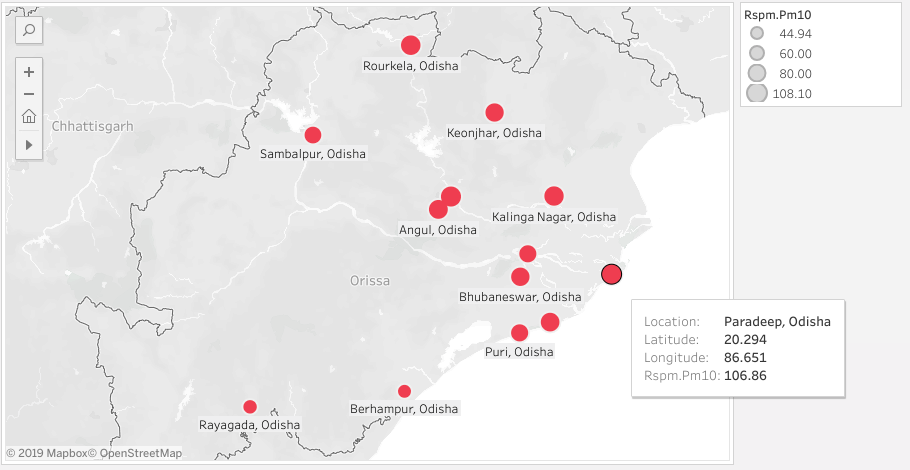 Rspm.Pm10
44.94
60.00
80.00
108.10
Rourkela, Odisha
Chhattisgarh
Keonjhar, Odisha
Sambalpur, Odisha
Kalinga Nagar, Odisha
Angul, Odisha
Orissa
Bhubaneswar, Odisha
Location: Paradeep, Odisha
Latitude: 20.294
Longitude: 86.651
Rspm.Pm10: 106.86
Puri, Odisha
Berhampur, Odisha
Rayagada, Odisha
© 2019 Mapbox© OpenStreetMap